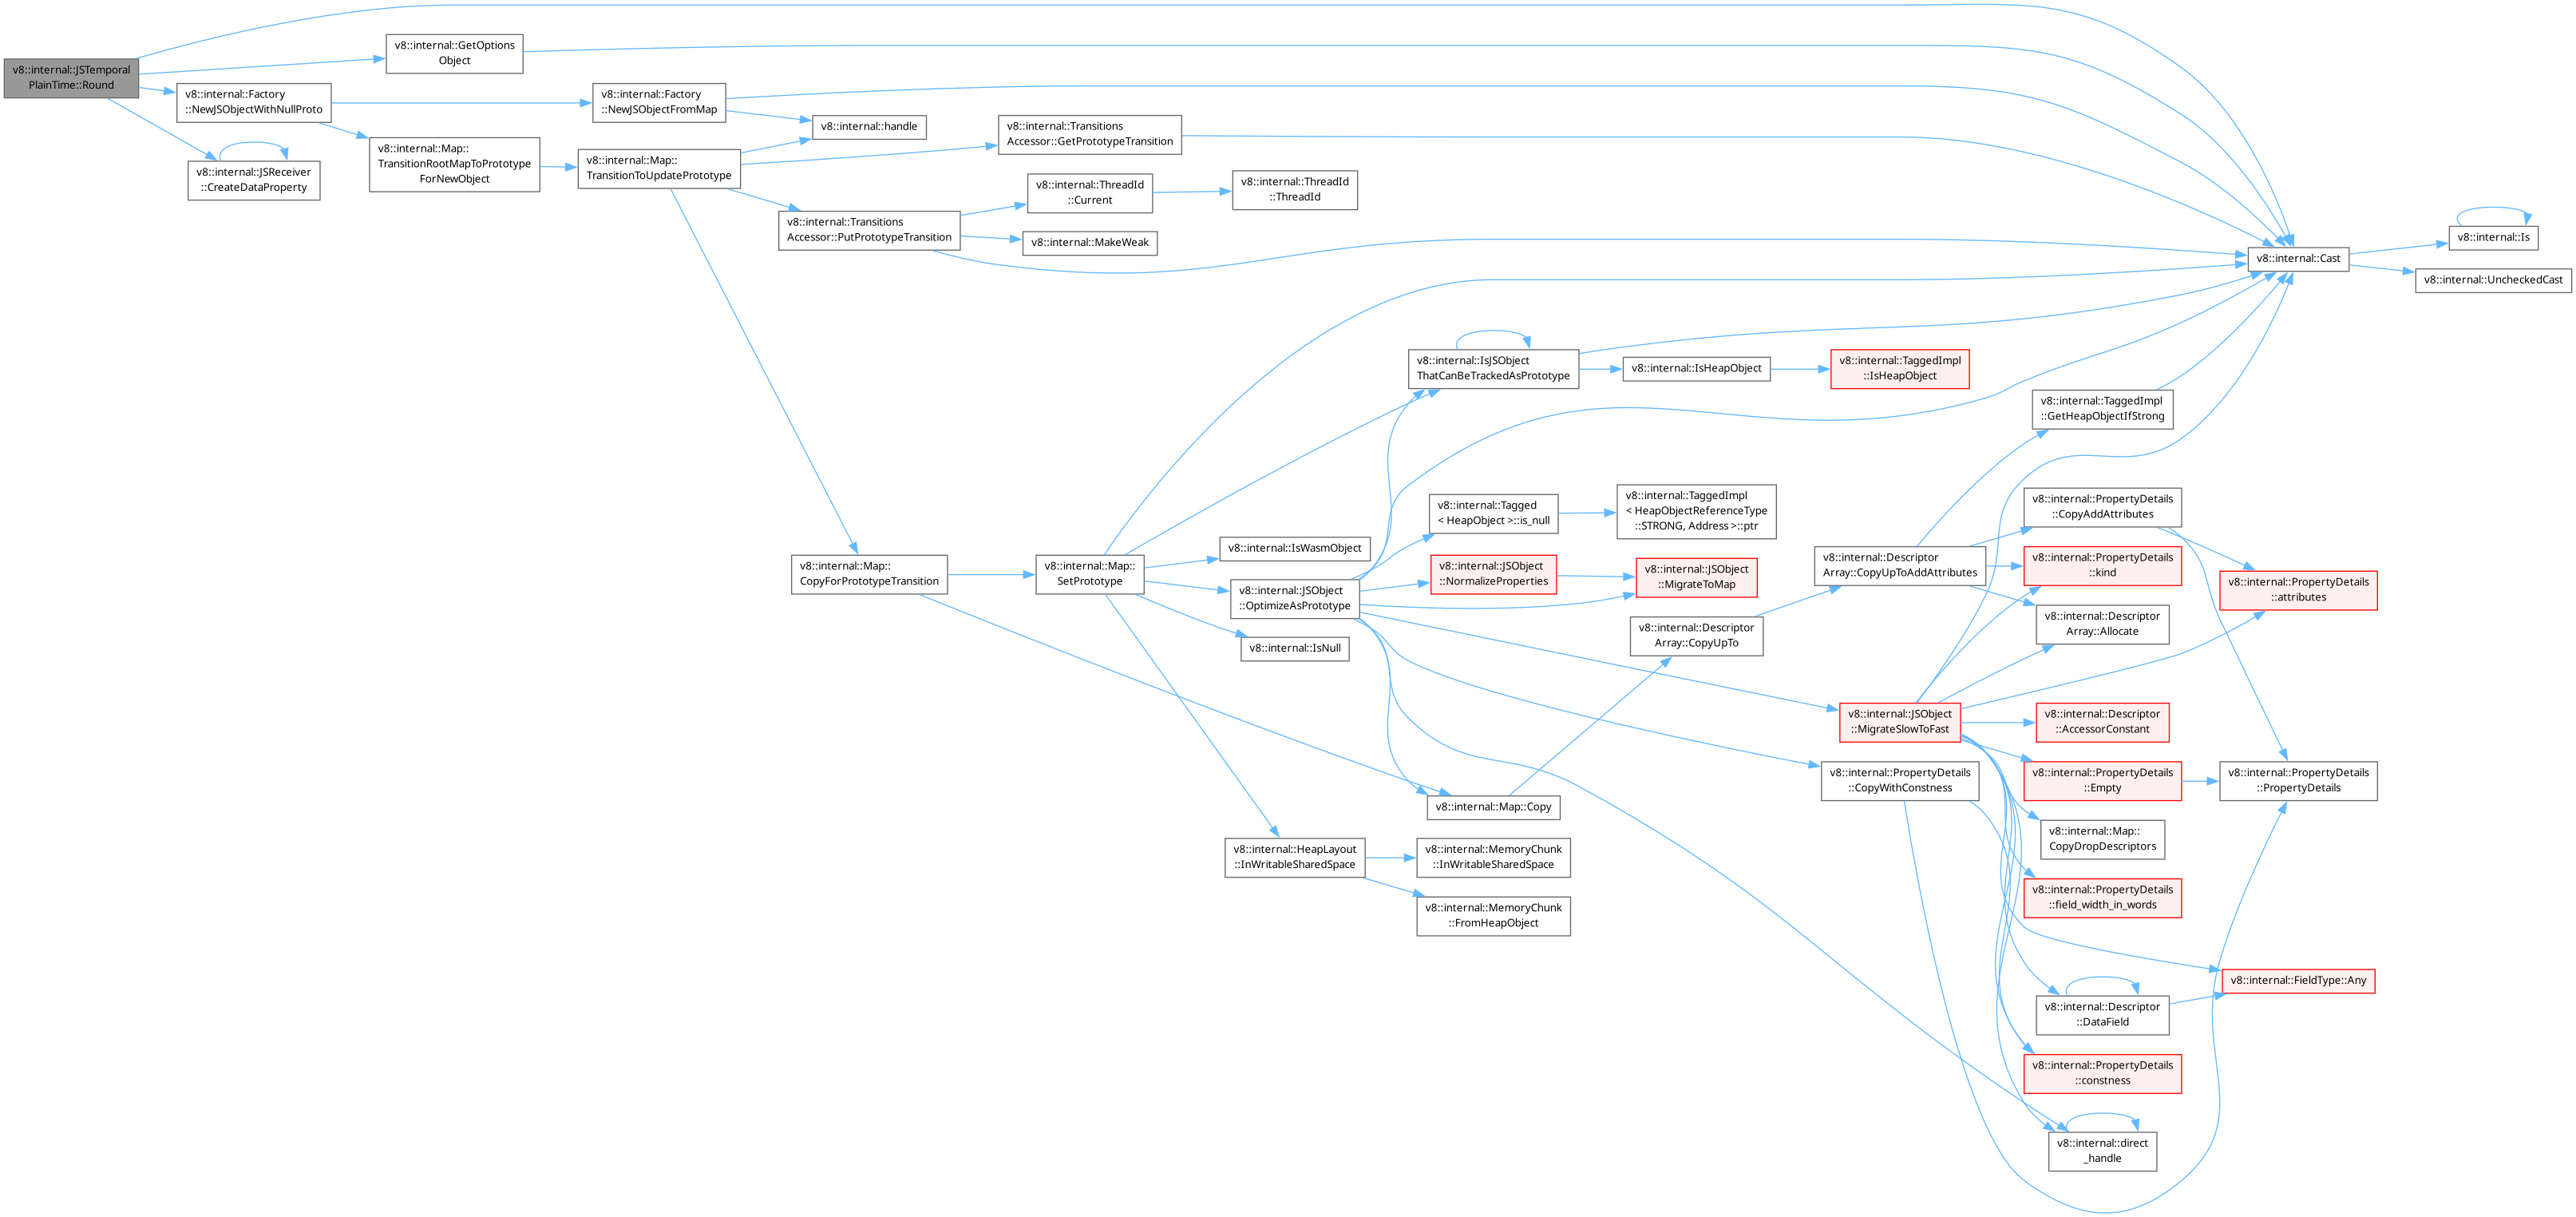 v8::internal::JSTemporal
PlainTime::Round
v8::internal::GetOptions
Object
v8::internal::Factory
::NewJSObjectWithNullProto
v8::internal::JSReceiver
::CreateDataProperty
v8::internal::Map::
TransitionRootMapToPrototype
ForNewObject
v8::internal::Factory
::NewJSObjectFromMap
v8::internal::Map::
TransitionToUpdatePrototype
v8::internal::handle
v8::internal::Transitions
Accessor::GetPrototypeTransition
v8::internal::Transitions
Accessor::PutPrototypeTransition
v8::internal::ThreadId
::Current
v8::internal::ThreadId
::ThreadId
v8::internal::MakeWeak
v8::internal::Cast
v8::internal::Is
v8::internal::UncheckedCast
v8::internal::IsJSObject
ThatCanBeTrackedAsPrototype
v8::internal::IsHeapObject
v8::internal::TaggedImpl
::IsHeapObject
v8::internal::TaggedImpl
::GetHeapObjectIfStrong
v8::internal::Tagged
< HeapObject >::is_null
v8::internal::TaggedImpl
< HeapObjectReferenceType
::STRONG, Address >::ptr
v8::internal::Map::
CopyForPrototypeTransition
v8::internal::Map::
SetPrototype
v8::internal::IsWasmObject
v8::internal::JSObject
::OptimizeAsPrototype
v8::internal::IsNull
v8::internal::JSObject
::NormalizeProperties
v8::internal::JSObject
::MigrateToMap
v8::internal::Descriptor
Array::CopyUpTo
v8::internal::Descriptor
Array::CopyUpToAddAttributes
v8::internal::PropertyDetails
::CopyAddAttributes
v8::internal::PropertyDetails
::kind
v8::internal::Descriptor
Array::Allocate
v8::internal::PropertyDetails
::attributes
v8::internal::JSObject
::MigrateSlowToFast
v8::internal::Descriptor
::AccessorConstant
v8::internal::PropertyDetails
::CopyWithConstness
v8::internal::PropertyDetails
::Empty
v8::internal::PropertyDetails
::PropertyDetails
v8::internal::Map::Copy
v8::internal::Map::
CopyDropDescriptors
v8::internal::HeapLayout
::InWritableSharedSpace
v8::internal::MemoryChunk
::InWritableSharedSpace
v8::internal::MemoryChunk
::FromHeapObject
v8::internal::PropertyDetails
::field_width_in_words
v8::internal::FieldType::Any
v8::internal::Descriptor
::DataField
v8::internal::PropertyDetails
::constness
v8::internal::direct
_handle